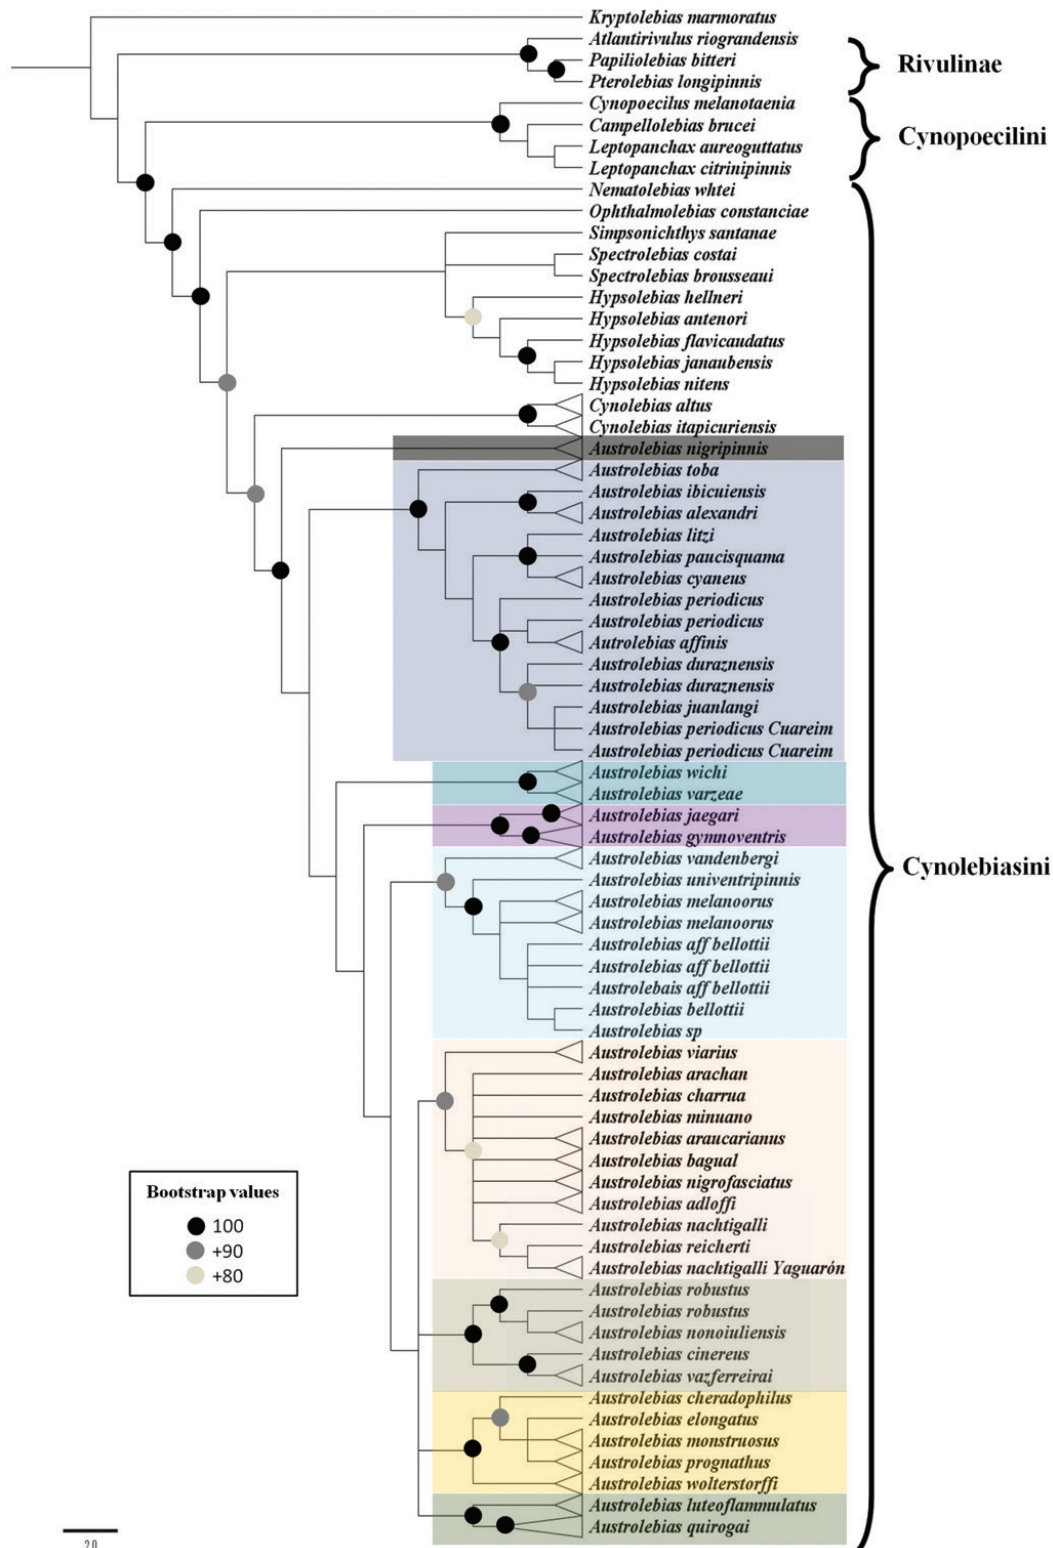 Kryptolebias marmoratus
Atlantirivulus riograndensis
Papiliolebias bitteri
Pterolebias longipinnis
Rivulinae
Cynopoecilus melanotaenia
Campellolebias brucei
Leptopanchax aureoguttatus
Leptopanchax citrinipinnis
Cynopoecilini
Nematolebias whtei
Ophthalmolebias constanciae
Simpsonichthys santanae
Spectrolebias costai
Spectrolebias brousseaui
Hypsolebias hellneri
Hypsolebias antenori
Hypsolebias flavicaudatus
Hypsolebias janaubensis
Hypsolebias nitens
Cynolebias altus
Cynolebias itapicuriensis
Austrolebias nigripinnis
Austrolebias toba
Austrolebias ibicuiensis
Austrolebias alexandri
Austrolebias litzi
Austrolebias paucisquama
Austrolebias cyaneus
Austrolebias periodicus
Austrolebias periodicus
Autrolebias affinis
Austrolebias duraznensis
Austrolebias duraznensis
Austrolebias juanlangi
Austrolebias periodicus Cuareim
Austrolebias periodicus Cuareim
Austrolebias wichi
Austrolebias varzeae
Austrolebias jaegari
Austrolebias gymnoventris
Austrolebias vandenbergi
Austrolebias univentripinnis
Austrolebias melanoorus
Austrolebias melanoorus
Austrolebias aff bellottii
Austrolebias aff bellottii
Austrolebais aff bellottii
Austrolebias bellottii
Austrolebias sp
Cynolebiasini
Austrolebias viarius
Austrolebias arachan
Austrolebias charrua
Austrolebias minuano
Austrolebias araucarianus
Austrolebias bagual
Austrolebias nigrofasciatus
Austrolebias adloffi
Austrolebias nachtigalli
Austrolebias reicherti
Austrolebias nachtigalli Yaguarón
Austrolebias robustus
Austrolebias robustus
Austrolebias nonoiuliensis
Austrolebias cinereus
Austrolebias vazferreirai
Austrolebias cheradophilus
Austrolebias elongatus
Austrolebias monstruosus
Austrolebias prognathus
Austrolebias wolterstorffi
Austrolebias luteoflammulatus
Austrolebias quirogai
Bootstrap values
100
+90
+80